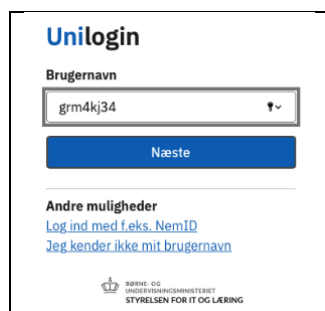 Unilogin
Brugernavn
grm4kj34
Næste
Andre muligheder
Log ind med f.eks. NemID
Jeg kender ikke mit brugernavn
BØRNE- OG
UNDERVISNINGSMINISTERIET
STYRELSEN FOR IT OG LÆRING